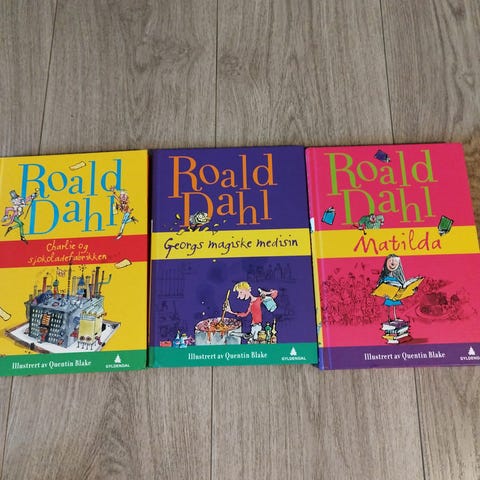 Roald
Dahl
Charlie og
sjokoladefabrikken
Illustrert av Quentin Blake
GYLDENDAL
Roald
Dahl
Georgs magiske medisin
Illustrert av Quentin Blake
GYLDENDAL
Roald
Dahl
Matilda
Illustrert av Quentin Blake
GYLDENDAL